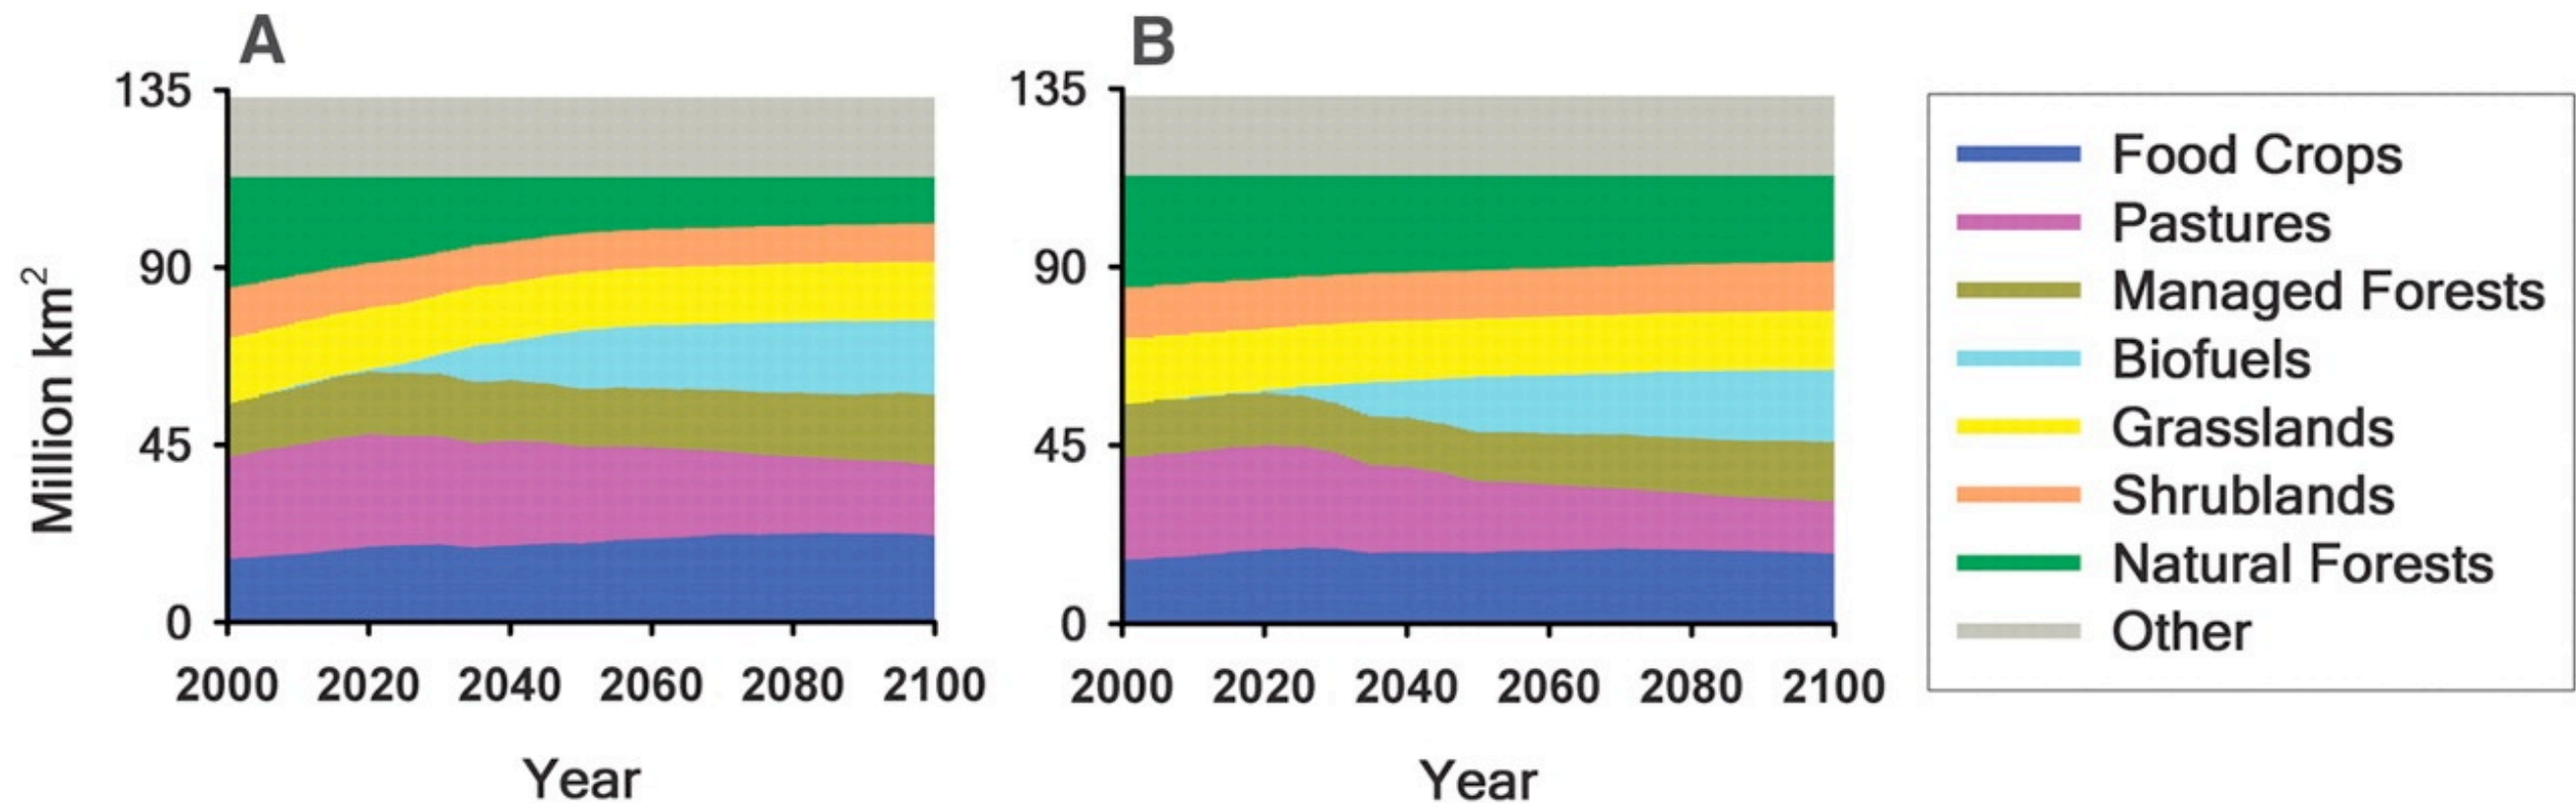 A
135
90
45
0
Million km²
2000 2020 2040 2060 2080 2100
Year
B
135
90
45
0
2000 2020 2040 2060 2080 2100
Year
Food Crops
Pastures
Managed Forests
Biofuels
Grasslands
Shrublands
Natural Forests
Other